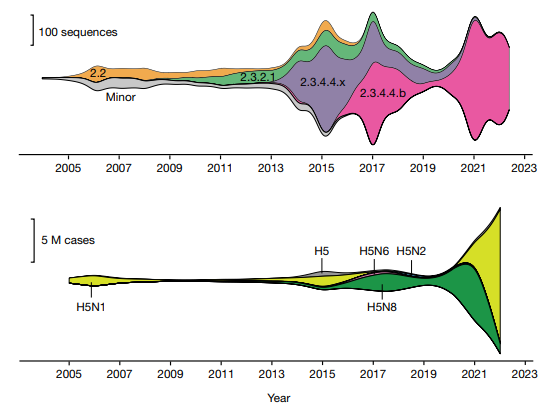 100 sequences
2.2
2.3.2.1
2.3.4.4.x
2.3.4.4.b
Minor
2005 2007 2009 2011 2013 2015 2017 2019 2021 2023
5 M cases
H5 H5N6 H5N2
H5N1 H5N8
2005 2007 2009 2011 2013 2015 2017 2019 2021 2023
Year